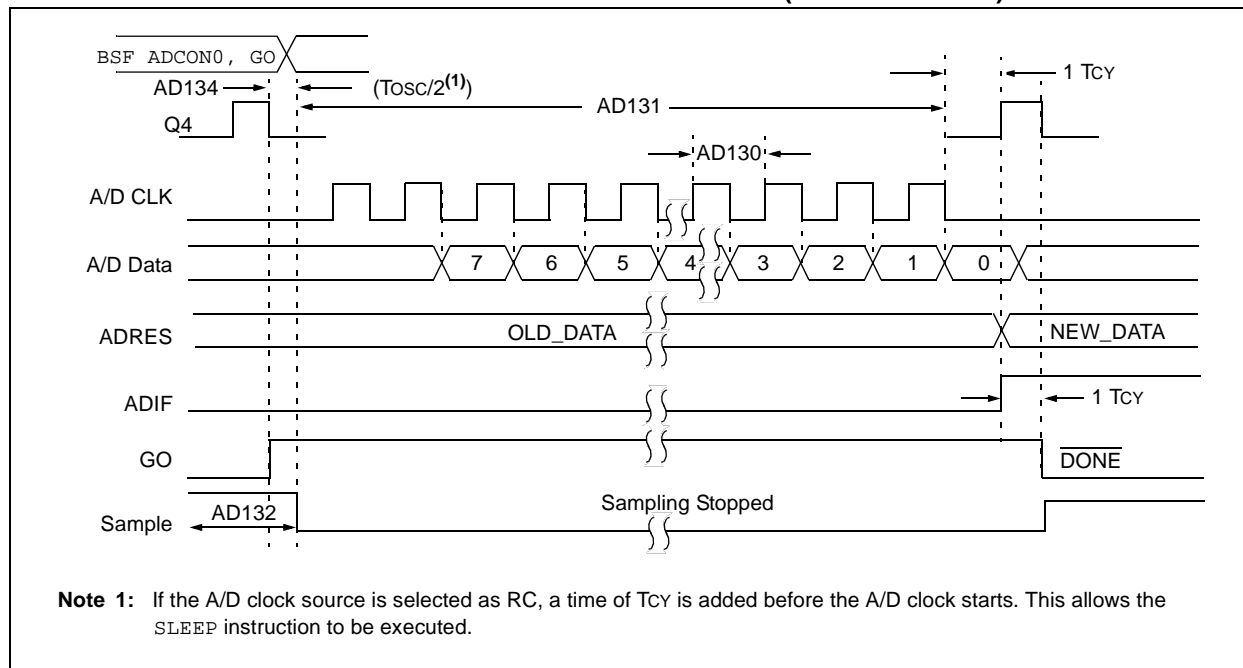 BSF ADCON0, GO
AD134
(TOSC/2(1))
AD131
1 TCY
Q4
AD130
A/D CLK
A/D Data
7
6
5
4
3
2
1
0
ADRES
OLD_DATA
NEW_DATA
ADIF
1 TCY
GO
DONE
Sample
AD132
Sampling Stopped
Note 1: If the A/D clock source is selected as RC, a time of TCY is added before the A/D clock starts. This allows the
SLEEP instruction to be executed.